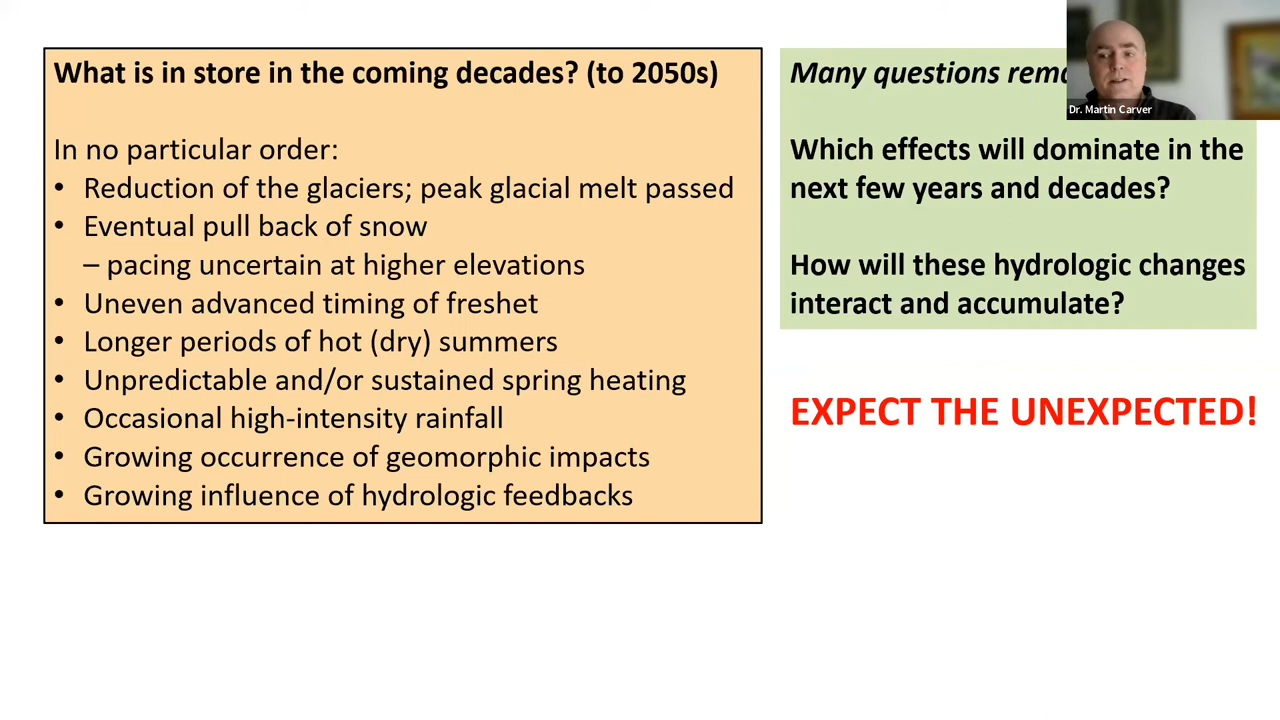 What is in store in the coming decades? (to 2050s)
In no particular order:
• Reduction of the glaciers; peak glacial melt passed
• Eventual pull back of snow
– pacing uncertain at higher elevations
• Uneven advanced timing of freshet
• Longer periods of hot (dry) summers
• Unpredictable and/or sustained spring heating
• Occasional high-intensity rainfall
• Growing occurrence of geomorphic impacts
• Growing influence of hydrologic feedbacks
Many questions
Which effects will dominate in the
next few years and decades?
How will these hydrologic changes
interact and accumulate?
EXPECT THE UNEXPECTED!
Dr. Martin Carver